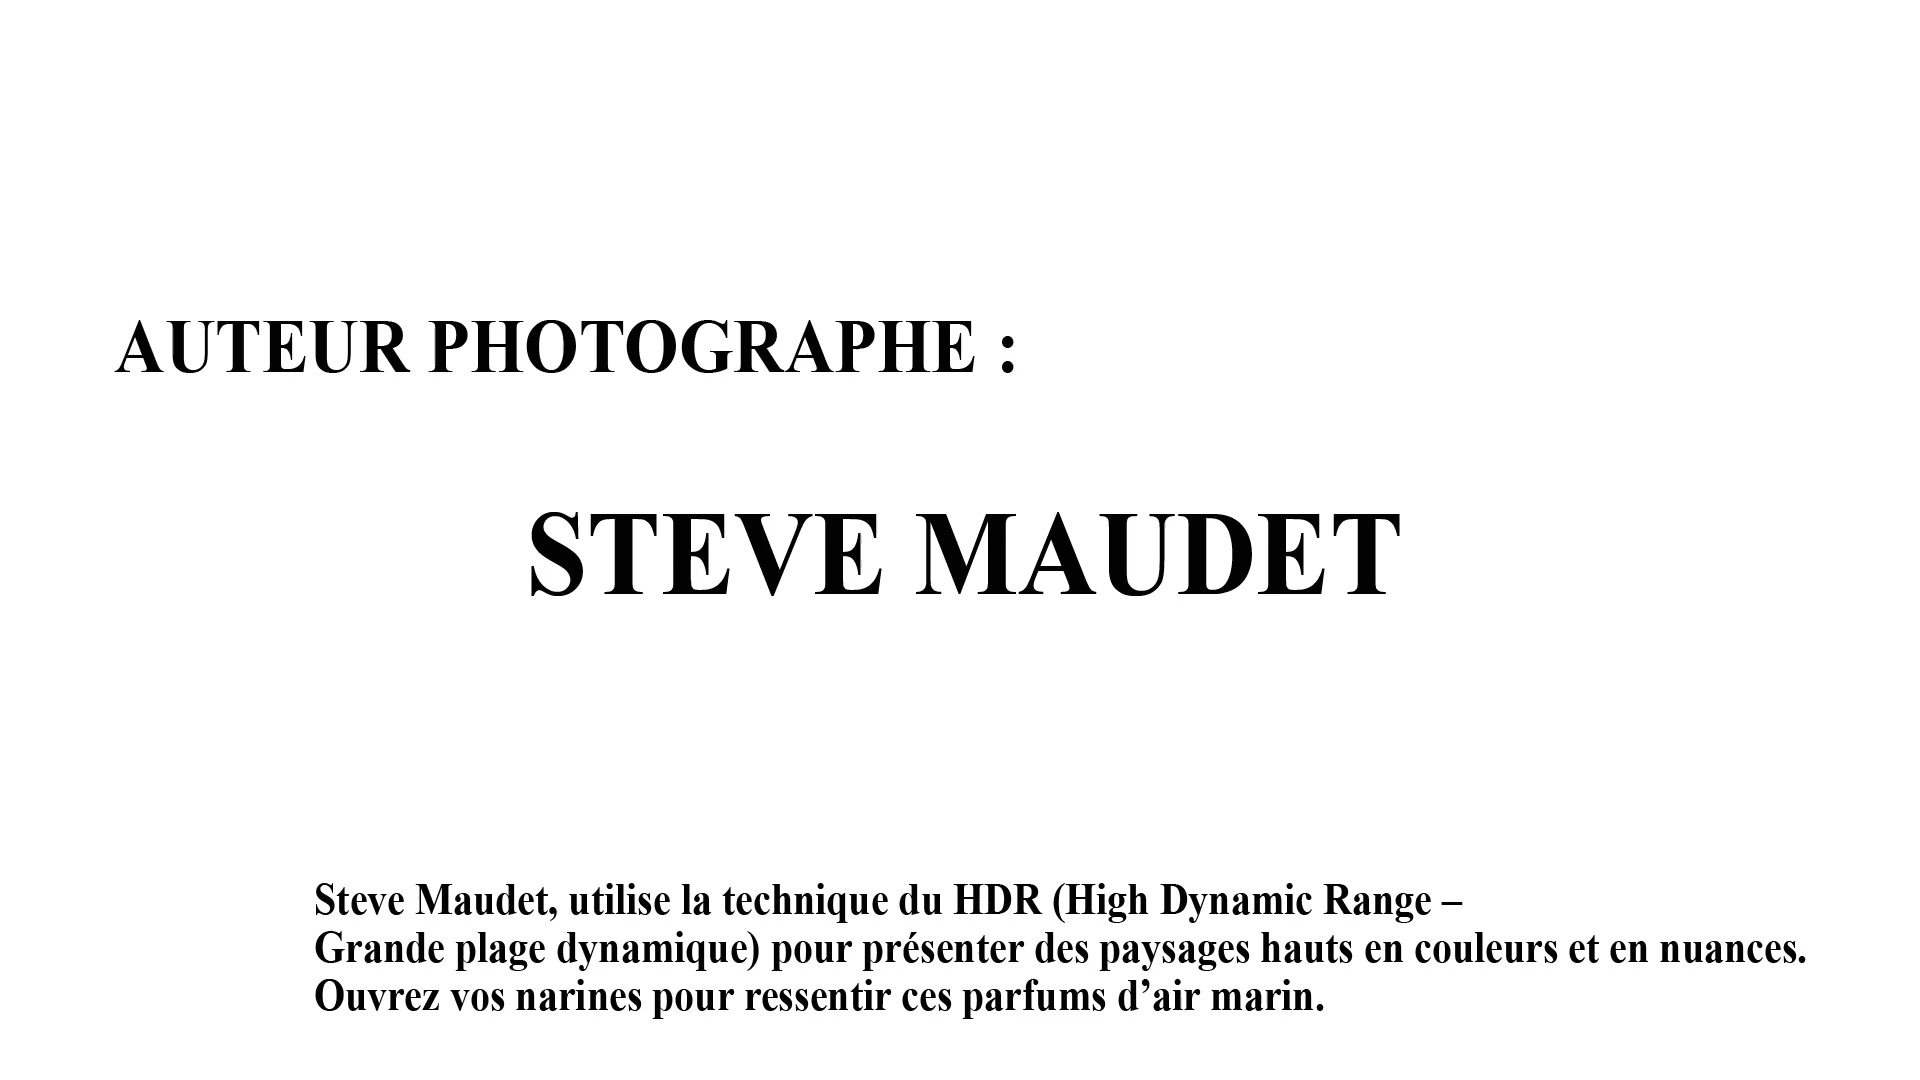 AUTEUR PHOTOGRAPHE :
STEVE MAUDET
Steve Maudet, utilise la technique du HDR (High Dynamic Range –
Grande plage dynamique) pour présenter des paysages hauts en couleurs et en nuances.
Ouvrez vos narines pour ressentir ces parfums d’air marin.